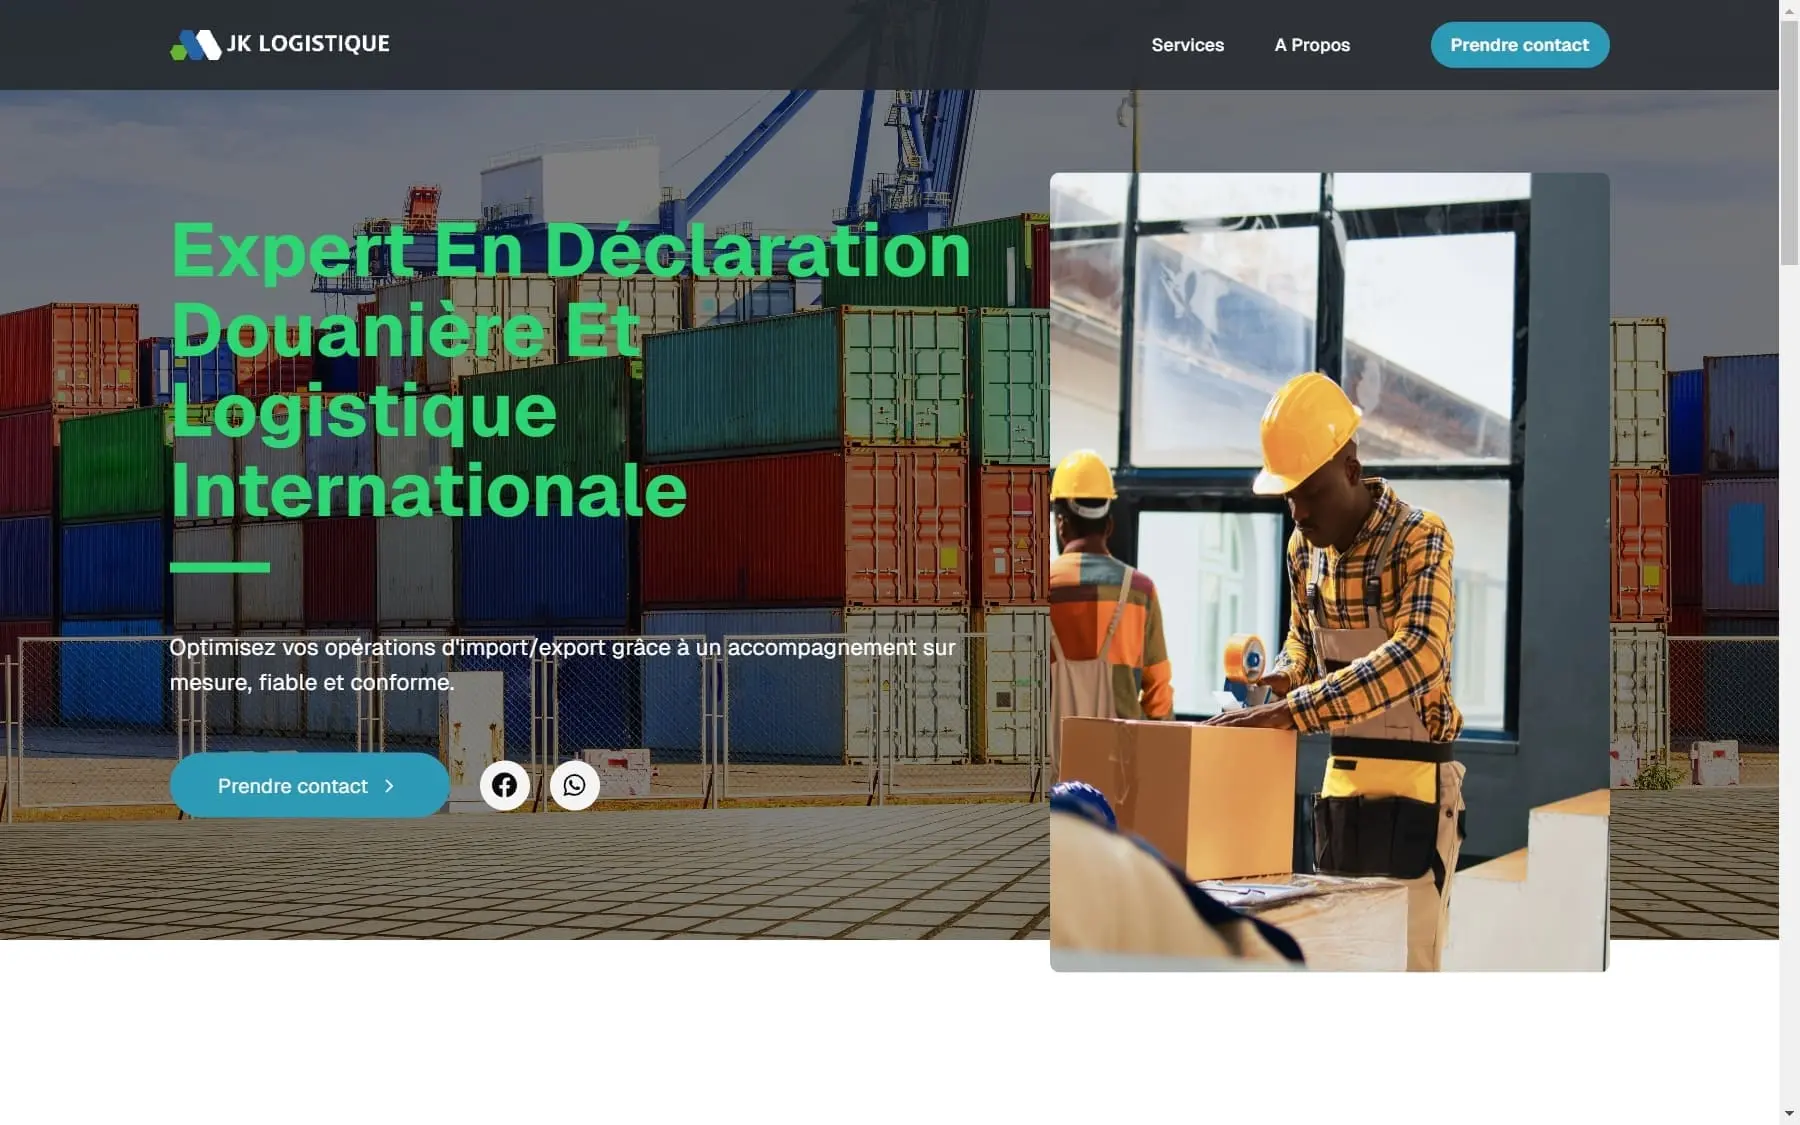 JK LOGISTIQUE
Services
A Propos
Prendre contact
Expert En Déclaration
Douanière Et
Logistique
Internationale
Optimisez vos opérations d'import/export grâce à un accompagnement sur
mesure, fiable et conforme.
Prendre contact